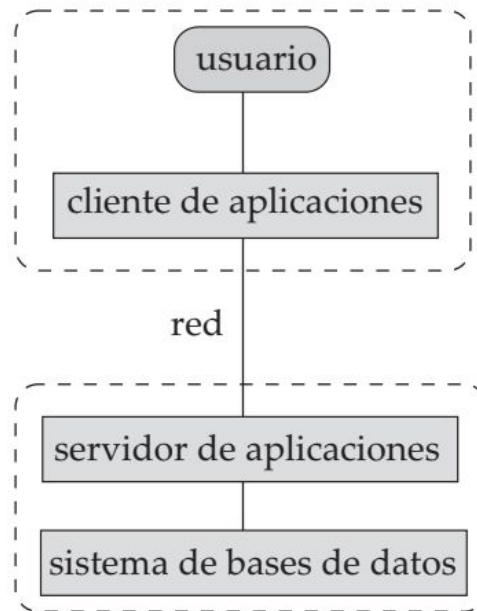 usuario
cliente de aplicaciones
red
servidor de aplicaciones
sistema de bases de datos